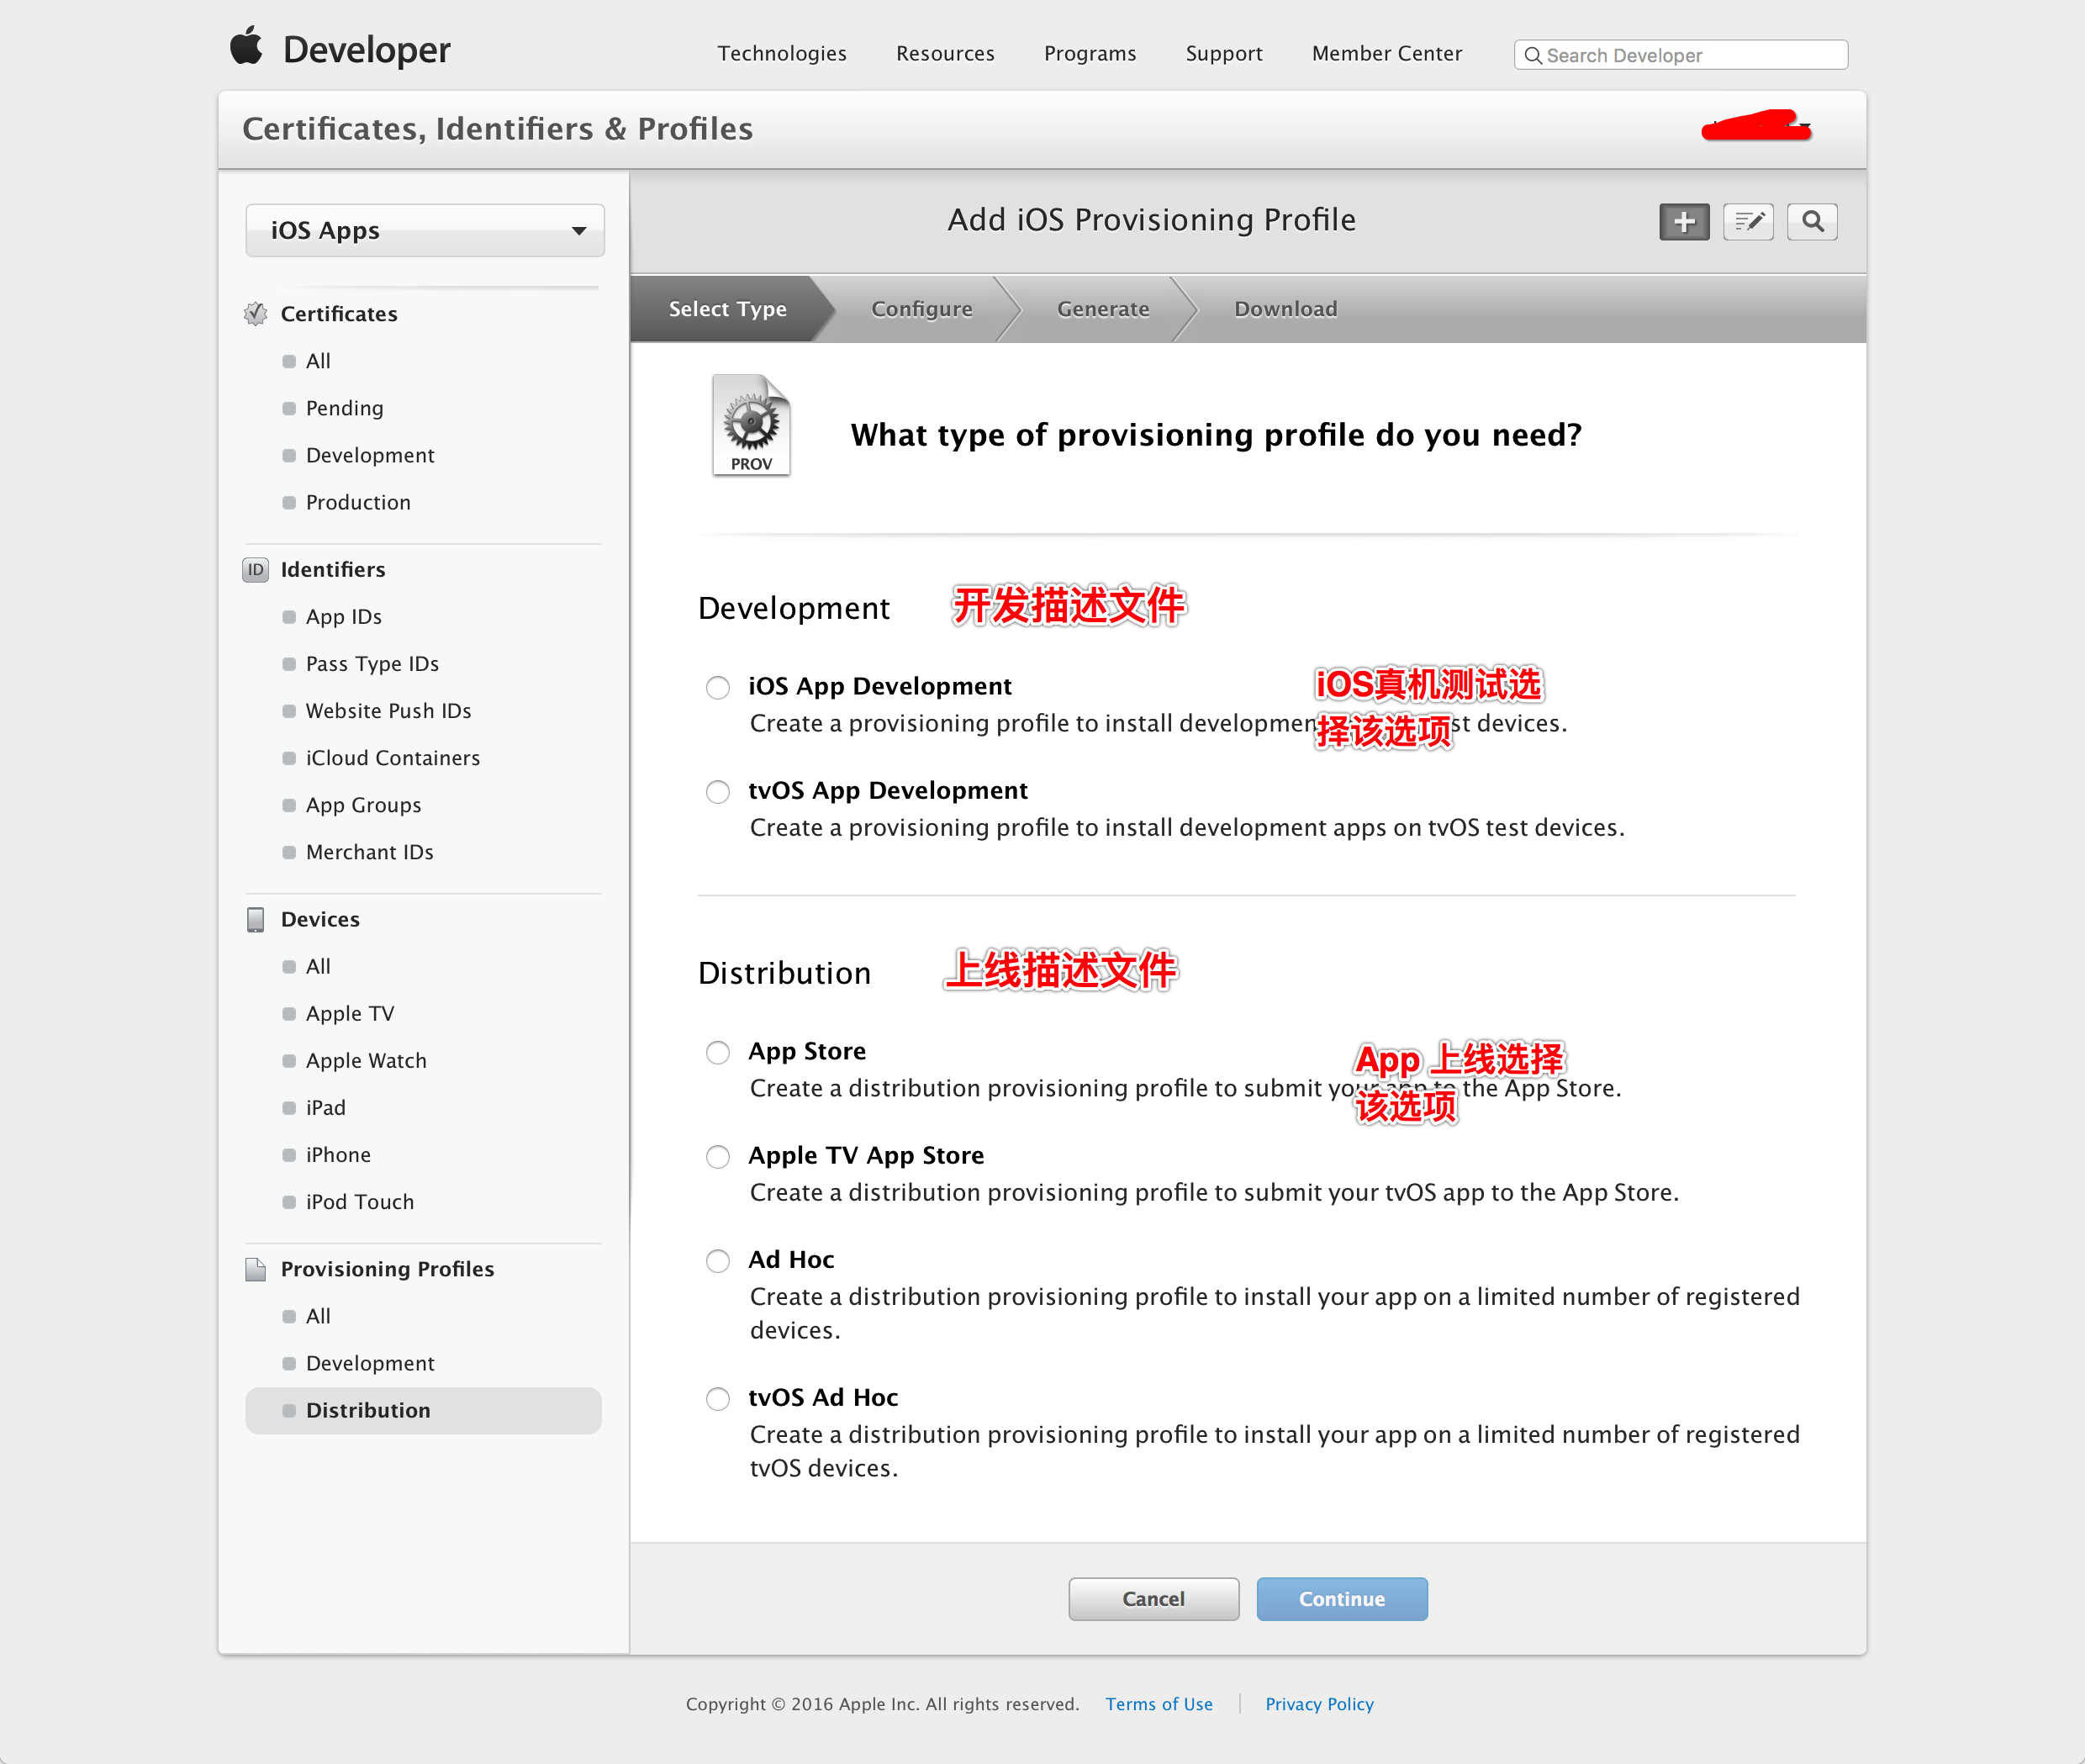 Developer
Technologies
Resources
Programs
Support
Member Center
Search Developer
Certificates, Identifiers & Profiles
iOS Apps
Certificates
All
Pending
Development
Production
ID
Identifiers
App IDs
Pass Type IDs
Website Push IDs
iCloud Containers
App Groups
Merchant IDs
Devices
All
Apple TV
Apple Watch
iPad
iPhone
iPod Touch
Provisioning Profiles
All
Development
Distribution
Add iOS Provisioning Profile
Select Type
Configure
Generate
Download
PROV
What type of provisioning profile do you need?
Development
开发描述文件
iOS App Development
iOS真机测试选
Create a provisioning profile to install developmen st devices.
择该选项
tvOS App Development
Create a provisioning profile to install development apps on tvOS test devices.
Distribution
上线描述文件
App Store
App 上线选择
Create a distribution provisioning profile to submit your app to the App Store.
该选项
Apple TV App Store
Create a distribution provisioning profile to submit your tvOS app to the App Store.
Ad Hoc
Create a distribution provisioning profile to install your app on a limited number of registered
devices.
tvOS Ad Hoc
Create a distribution provisioning profile to install your app on a limited number of registered
tvOS devices.
Cancel
Continue
Copyright © 2016 Apple Inc. All rights reserved.
Terms of Use
Privacy Policy